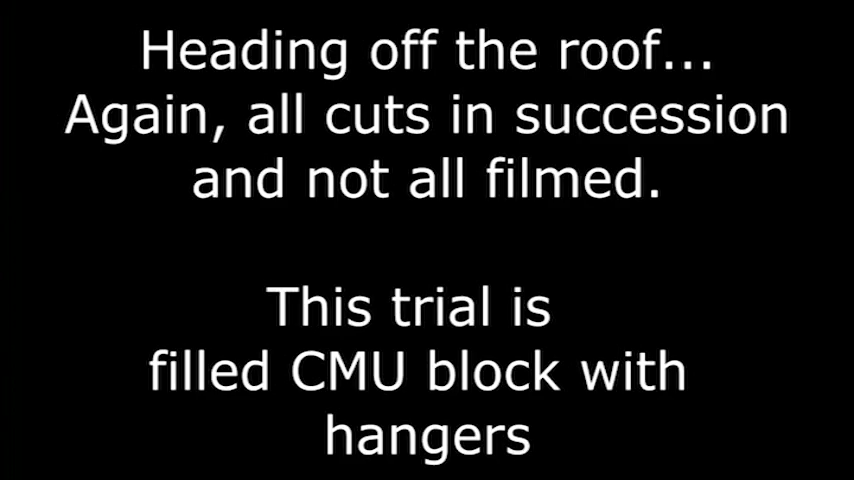 Heading off the roof...
Again, all cuts in succession
and not all filmed.
This trial is
filled CMU block with
hangers